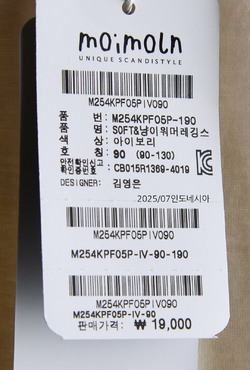 moimoln
UNIQUE SCANDISTYLE
M254KPF05PIV090
품 번: M254KPF05P-190
품 명: SOFT&냥이워머레깅스
색 상: 아이보리
호 칭: 90 (90-130)
안전확인신고
확인증번호 : CB015R1369-4019
DESIGNER: 김영은
2025/07인도네시아
M254KPF05PIV090
M254KPF05P-IV-90-190
M254KPF05PIV090
M254KPF05P-IV-90
판매가격: ₩ 19,000